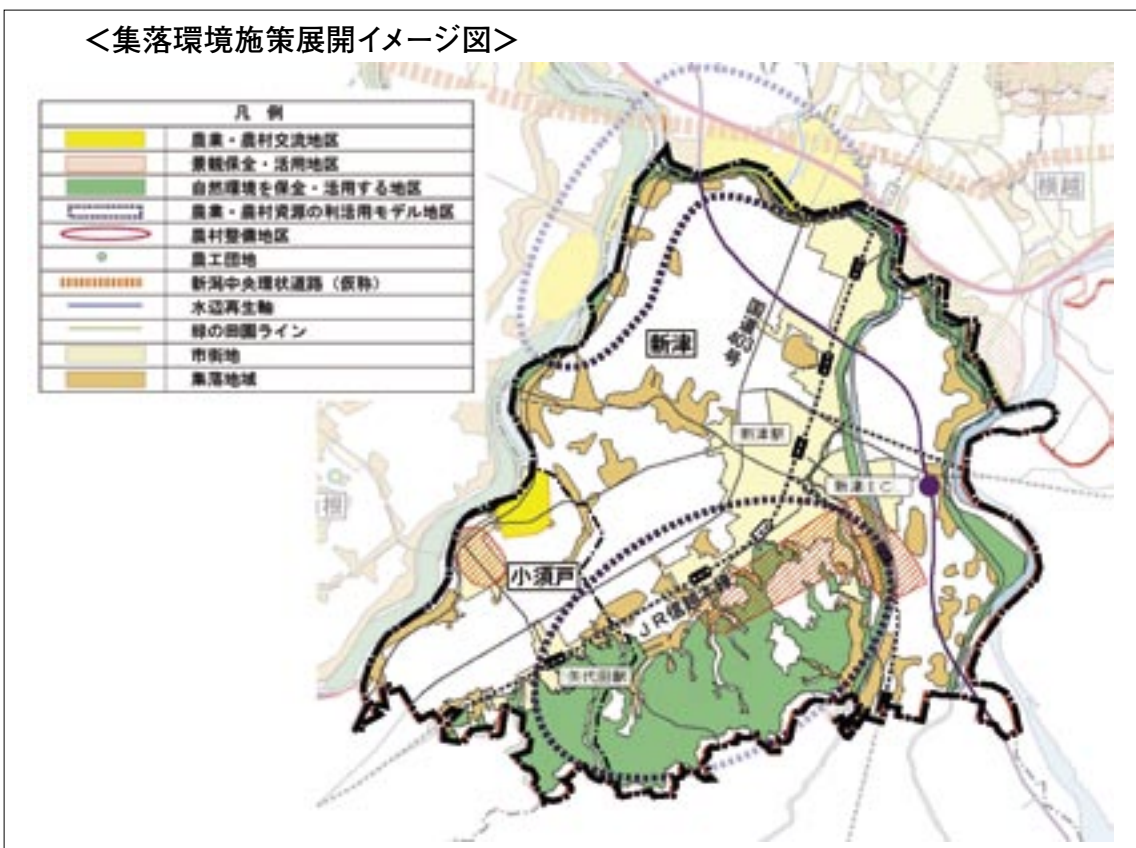 ＜集落環境施策展開イメージ図＞
凡 例
農業・農村交流地区
景観保全・活用地区
自然環境を保全・活用する地区
農業・農村資源の利活用モデル地区
農村整備地区
農工団地
新潟中央環状道路（仮称）
水辺再生軸
緑の田園ライン
市街地
集落地域
横越
国道403号
新津
新津駅
新津IC
小須戸
JR信越本線
矢代田駅